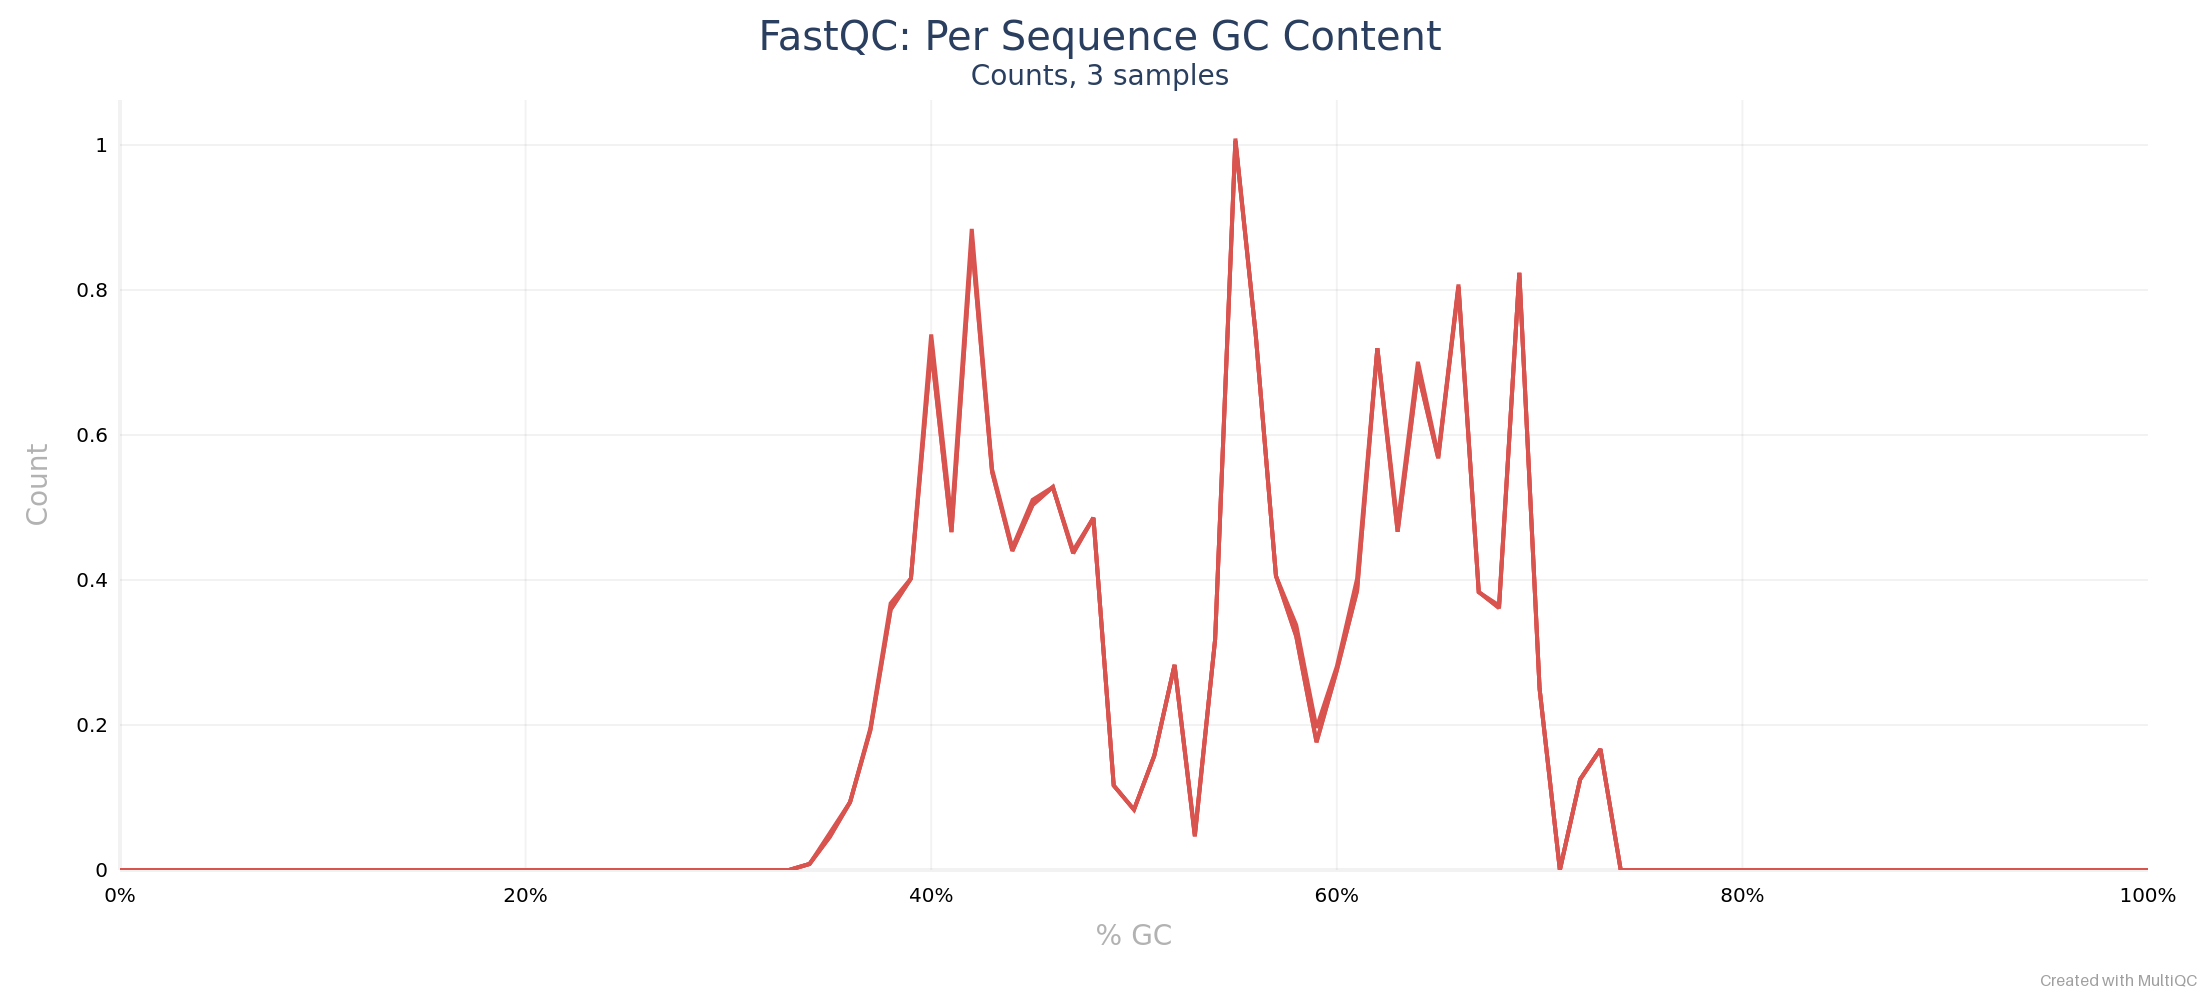 FastQC: Per Sequence GC Content
Counts, 3 samples
1
0.8
0.6
0.4
0.2
0
Count
0% 20% 40% 60% 80% 100%
% GC
Created with MultiQC